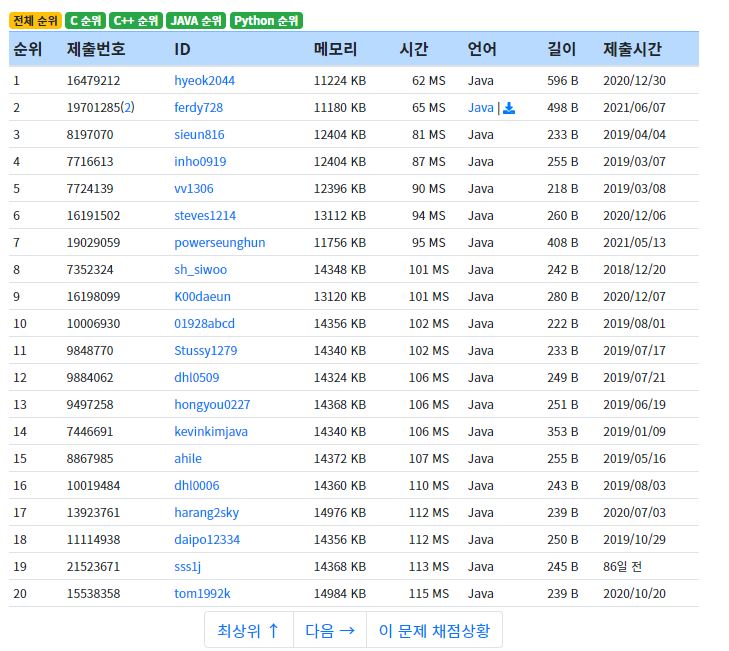 전체 순위 C 순위 C++ 순위 JAVA 순위 Python 순위
순위 제출번호 ID 메모리 시간 언어 길이 제출시간
1 16479212 hyeok2044 11224 KB 62 MS Java 596 B 2020/12/30
2 19701285(2) ferdy728 11180 KB 65 MS Java | 498 B 2021/06/07
3 8197070 sieun816 12404 KB 81 MS Java 233 B 2019/04/04
4 7716613 inho0919 12404 KB 87 MS Java 255 B 2019/03/07
5 7724139 vv1306 12396 KB 90 MS Java 218 B 2019/03/08
6 16191502 steves1214 13112 KB 94 MS Java 260 B 2020/12/06
7 19029059 powerseunghun 11756 KB 95 MS Java 408 B 2021/05/13
8 7352324 sh_siwoo 14348 KB 101 MS Java 242 B 2018/12/20
9 16198099 K00daeun 13120 KB 101 MS Java 280 B 2020/12/07
10 10006930 01928abcd 14356 KB 102 MS Java 222 B 2019/08/01
11 9848770 Stussy1279 14340 KB 102 MS Java 233 B 2019/07/17
12 9884062 dhl0509 14324 KB 106 MS Java 249 B 2019/07/21
13 9497258 hongyou0227 14368 KB 106 MS Java 251 B 2019/06/19
14 7446691 kevinkimjava 14340 KB 106 MS Java 353 B 2019/01/09
15 8867985 ahile 14372 KB 107 MS Java 255 B 2019/05/16
16 10019484 dhl0006 14360 KB 110 MS Java 243 B 2019/08/03
17 13923761 harang2sky 14976 KB 112 MS Java 239 B 2020/07/03
18 11114938 daipo12334 14356 KB 112 MS Java 250 B 2019/10/29
19 21523671 sss1j 14368 KB 113 MS Java 245 B 86일 전
20 15538358 tom1992k 14984 KB 115 MS Java 239 B 2020/10/20
최상위 ↑ 다음 → 이 문제 채점상황